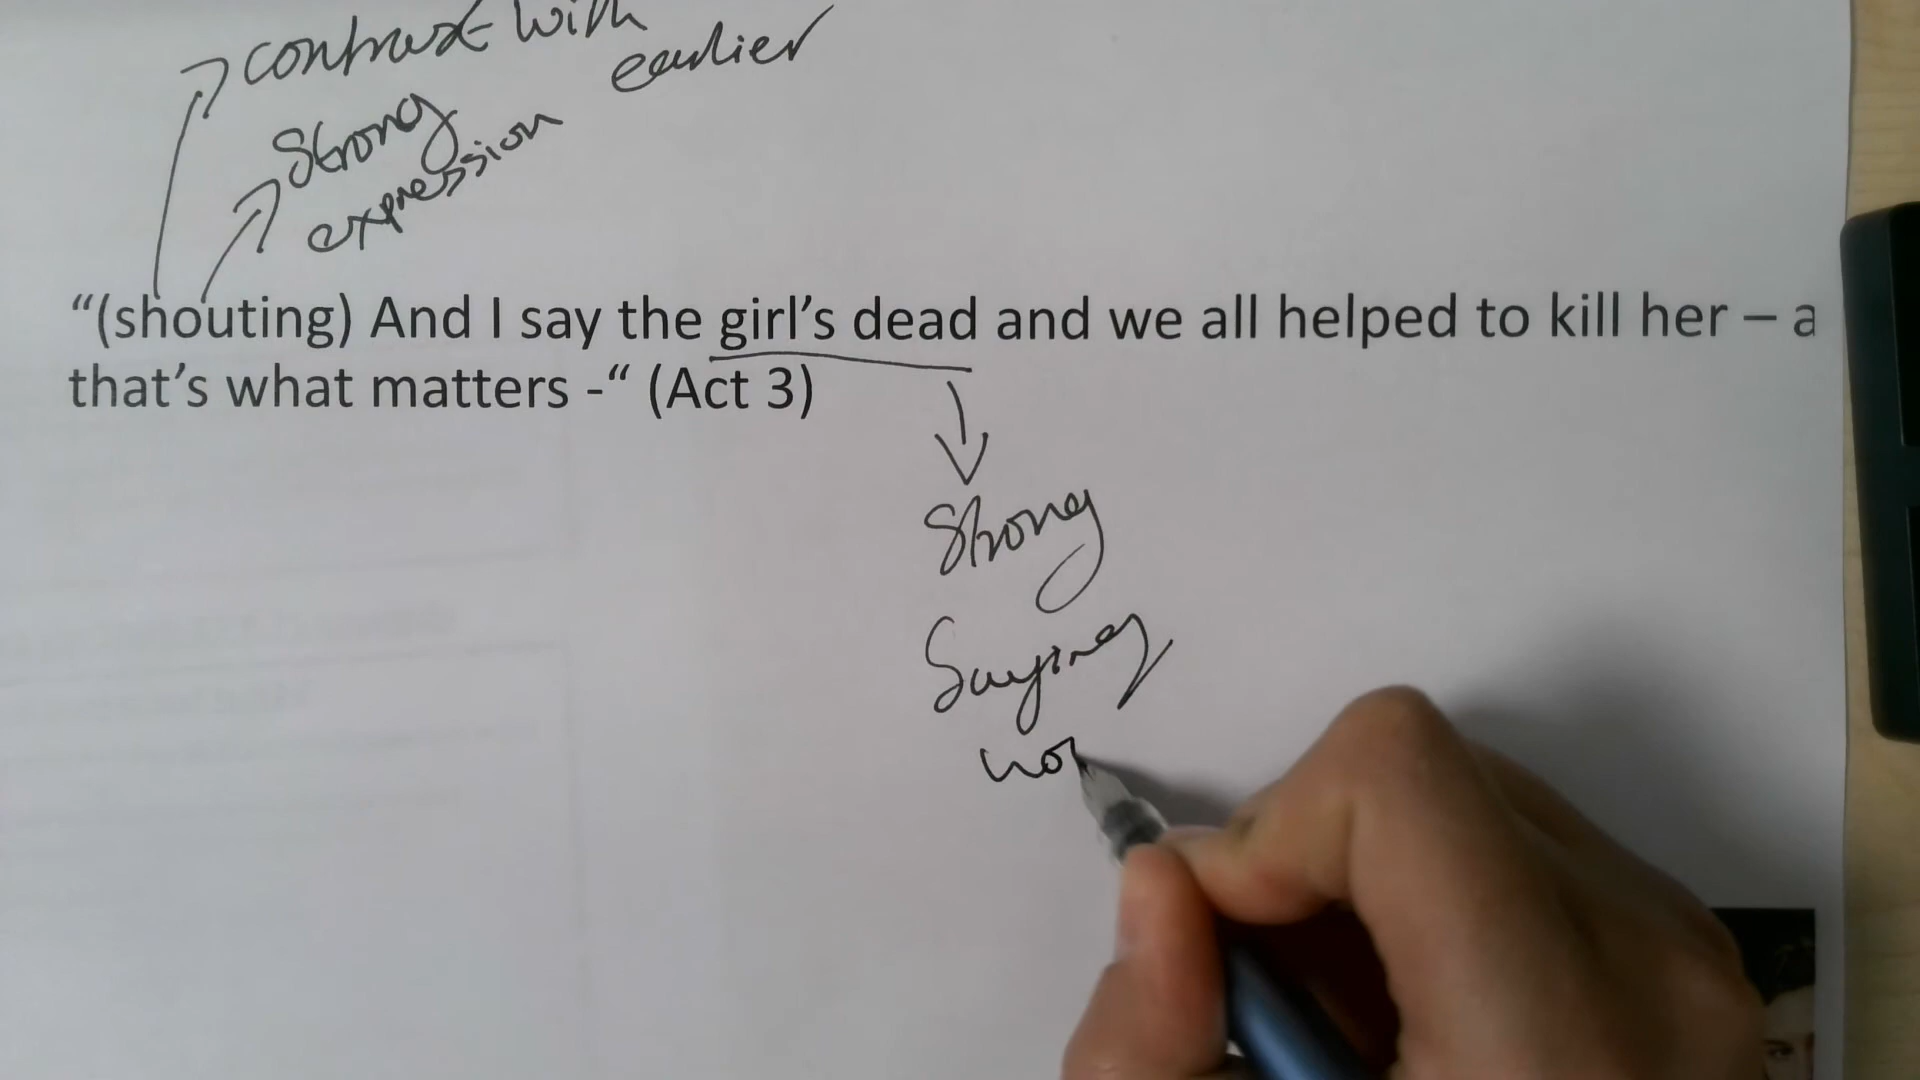 contrast with
earlier
Strong
expression
“(shouting) And I say the girl’s dead and we all helped to kill her – a
that’s what matters -“ (Act 3)
Strong
Saying